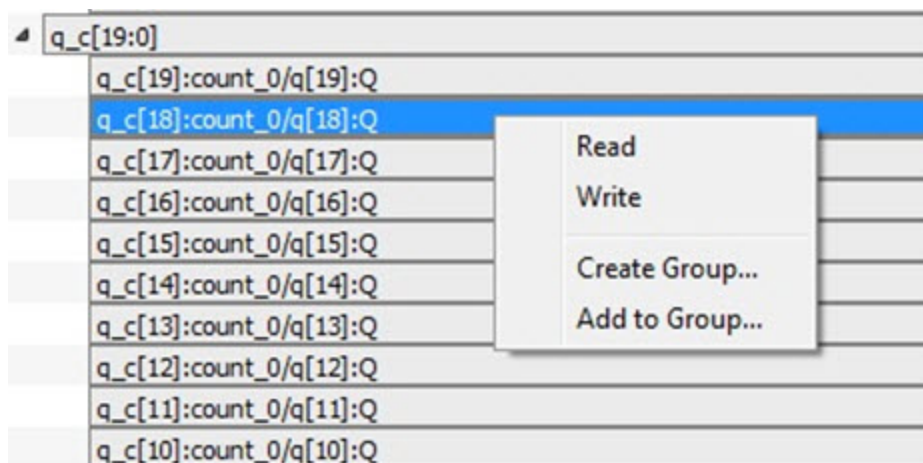 q_c[19:0]
q_c[19]:count_0/q[19]:Q
q_c[18]:count_0/q[18]:Q
q_c[17]:count_0/q[17]:Q
q_c[16]:count_0/q[16]:Q
q_c[15]:count_0/q[15]:Q
q_c[14]:count_0/q[14]:Q
q_c[13]:count_0/q[13]:Q
q_c[12]:count_0/q[12]:Q
q_c[11]:count_0/q[11]:Q
q_c[10]:count_0/q[10]:Q
Read
Write
Create Group...
Add to Group...